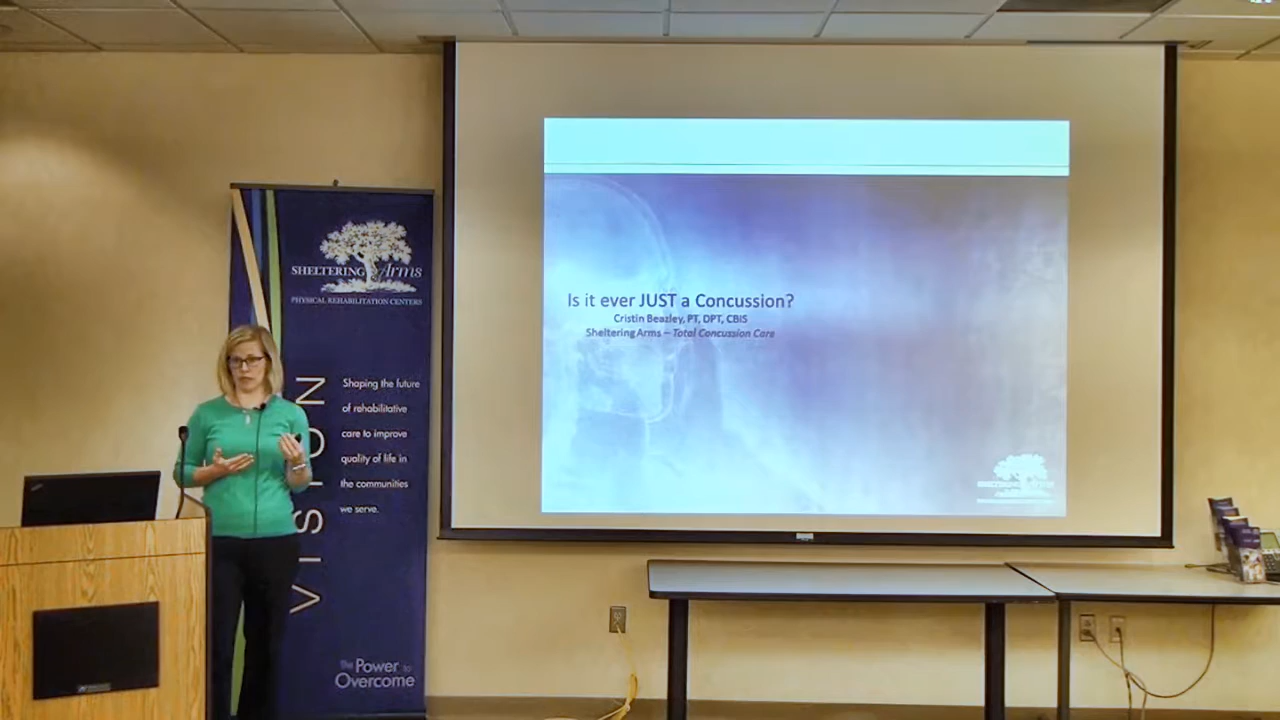 SHELTERING Arms
PHYSICAL REHABILITATION CENTERS
VISION
Shaping the future
of rehabilitative
care to improve
quality of life in
the communities
we serve.
The Power to
Overcome
Is it ever JUST a Concussion?
Cristin Beazley, PT, DPT, CBIS
Sheltering Arms – Total Concussion Care
SHELTERING Arms